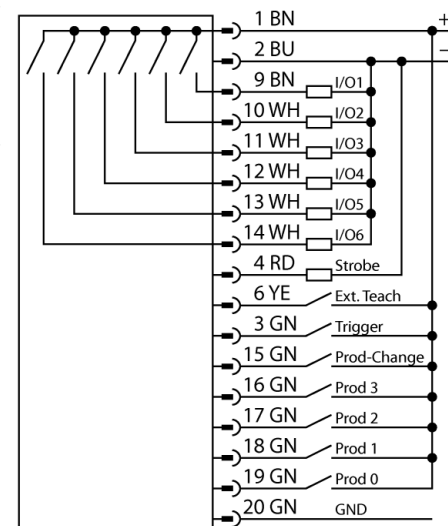 1 BN +
2 BU –
9 BN I/O1
10 WH I/O2
11 WH I/O3
12 WH I/O4
13 WH I/O5
14 WH I/O6
4 RD Strobe
6 YE Ext. Teach
3 GN Trigger
15 GN Prod-Change
16 GN Prod 3
17 GN Prod 2
18 GN Prod 1
19 GN Prod 0
20 GN GND